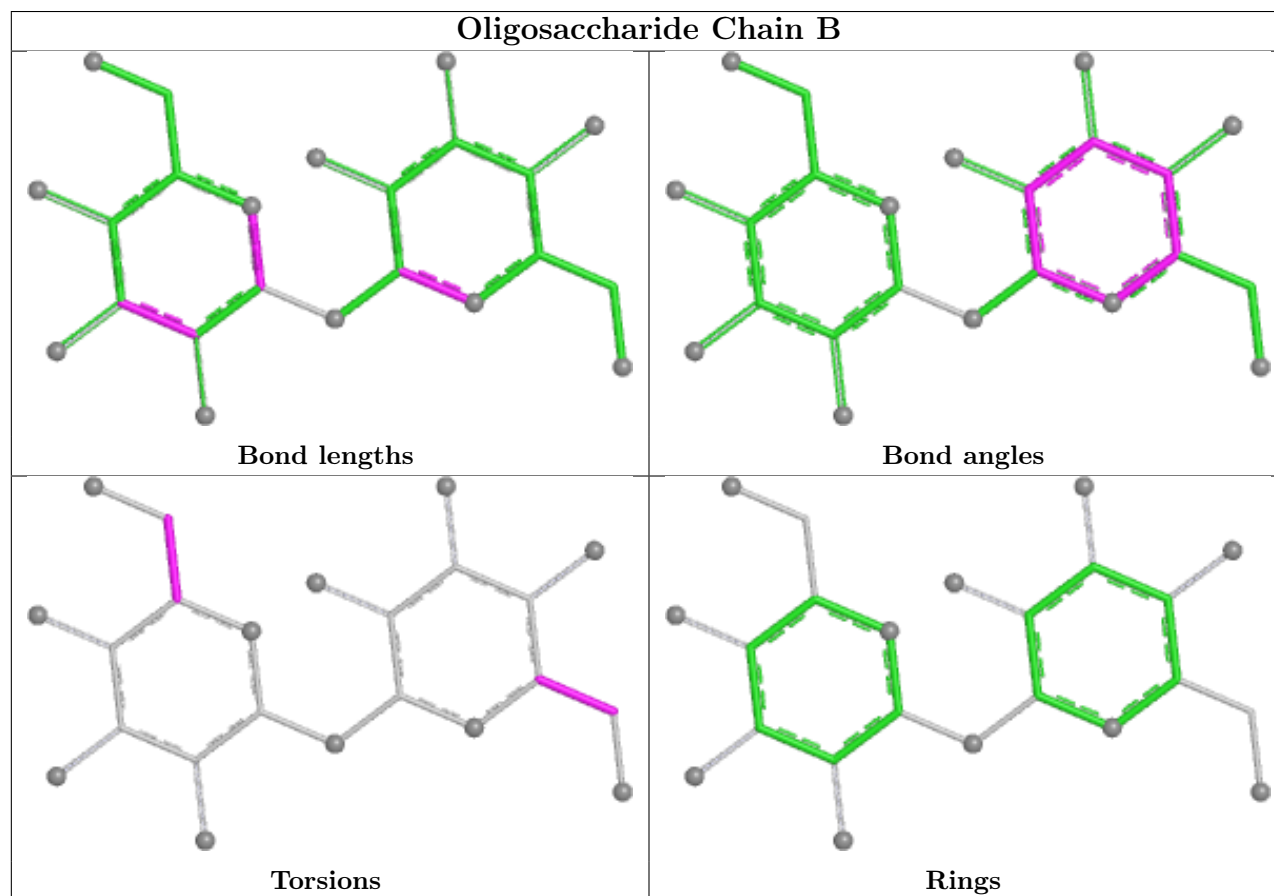 Oligosaccharide Chain B
Bond lengths
Bond angles
Torsions
Rings